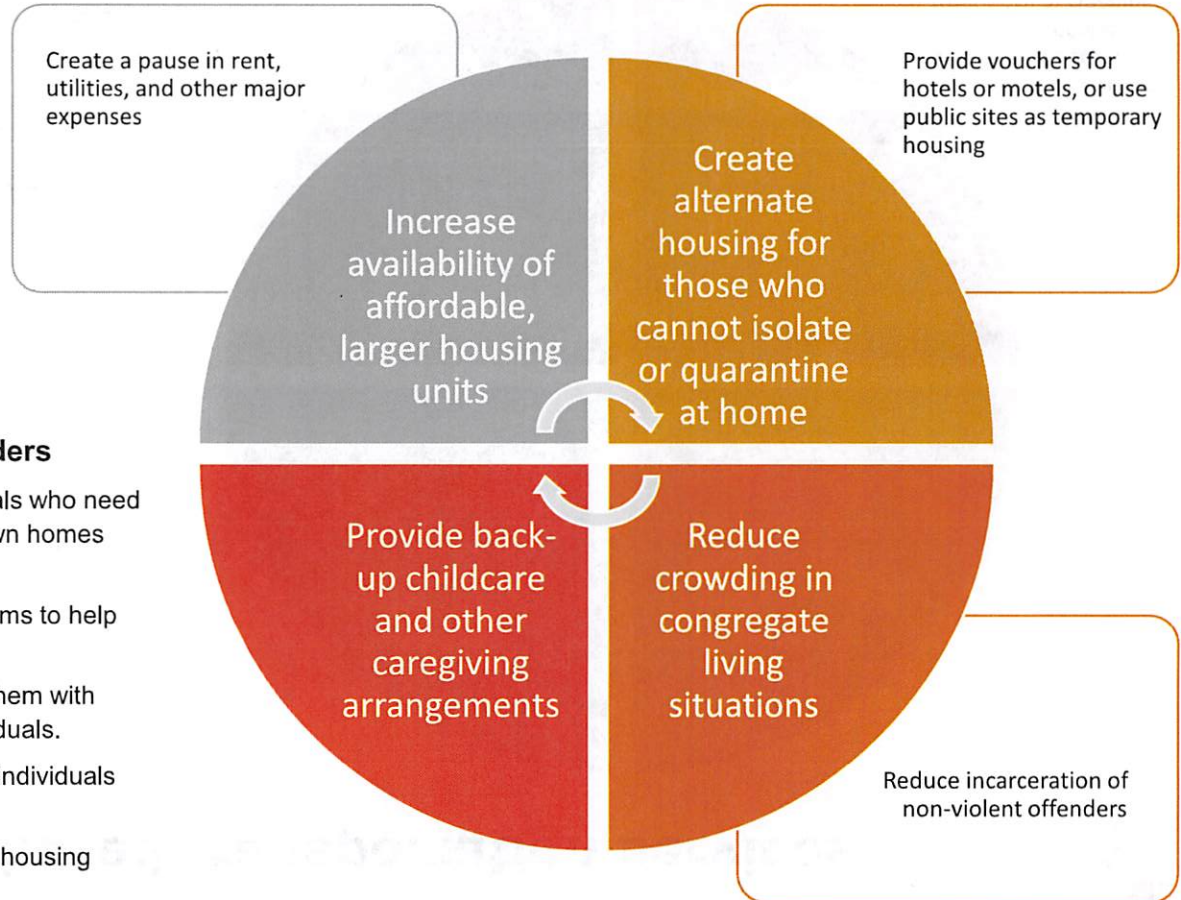 Create a pause in rent,
utilities, and other major
expenses
Provide vouchers for
hotels or motels, or use
public sites as temporary
housing
Increase
availability of
affordable,
larger housing
units
Create
alternate
housing for
those who
cannot isolate
or quarantine
at home
ders
als who need
wn homes
ms to help
hem with
duals.
individuals
housing
Provide back-
up childcare
and other
caregiving
arrangements
Reduce
crowding in
congregate
living
situations
Reduce incarceration of
non-violent offenders